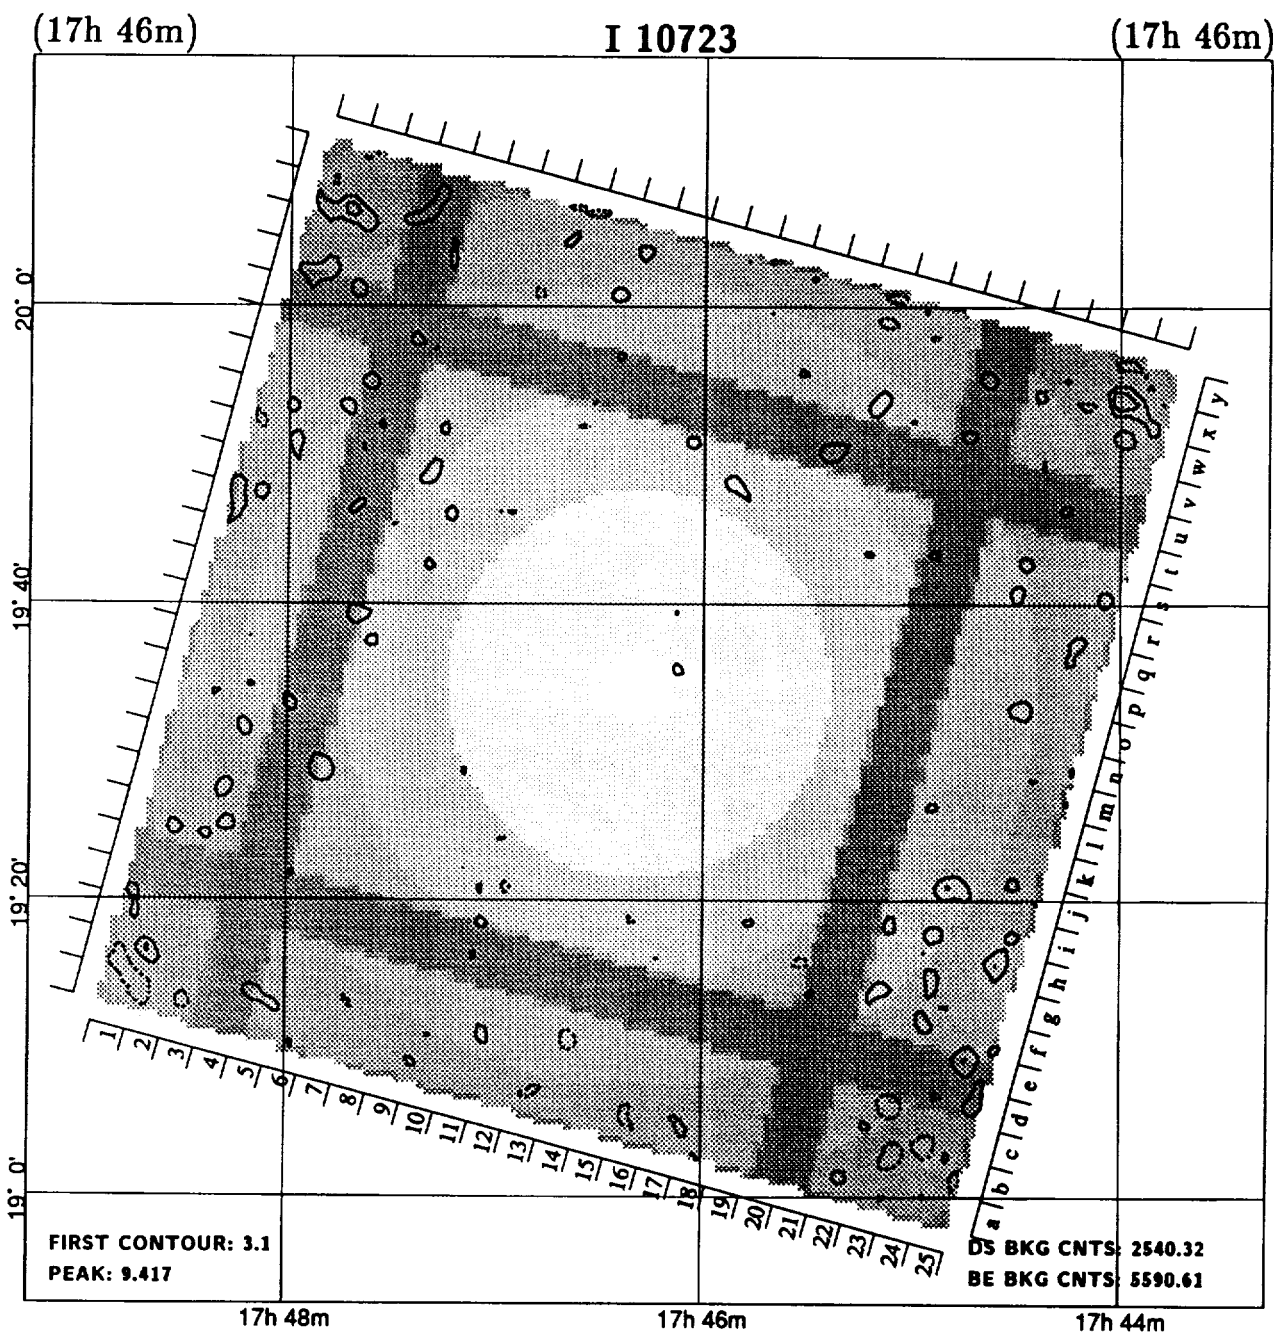 (17h 46m) I 10723 (17h 46m)
20° 0'
19° 40'
19° 20'
19° 0'
a b c d e f g h i j k l m n o p q r s t u v w x y
1 2 3 4 5 6 7 8 9 10 11 12 13 14 15 16 17 18 19 20 21 22 23 24 25
FIRST CONTOUR: 3.1
PEAK: 9.417
DS BKG CNTS: 2540.32
BE BKG CNTS: 5590.61
17h 48m 17h 46m 17h 44m